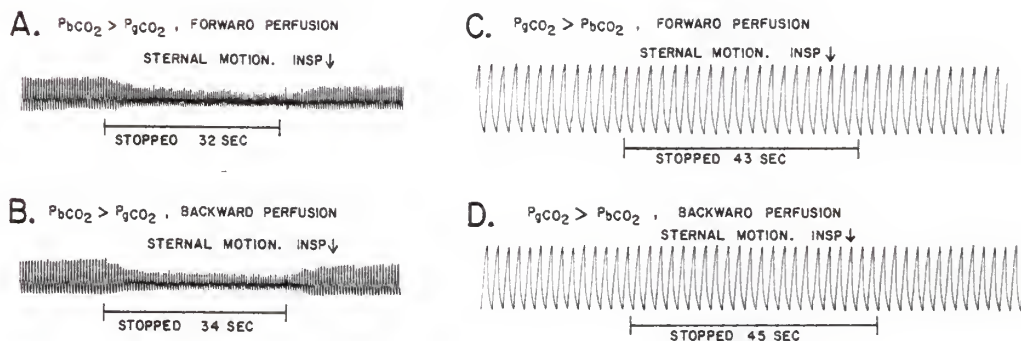 A. PbCO2 > PgCO2 , FORWARD PERFUSION
STERNAL MOTION. INSP↓
STOPPED 32 SEC
B. PbCO2 > PgCO2 , BACKWARD PERFUSION
STERNAL MOTION. INSP↓
STOPPED 34 SEC
C. PgCO2 > PbCO2 , FORWARD PERFUSION
STERNAL MOTION. INSP↓
STOPPED 43 SEC
D. PgCO2 > PbCO2 , BACKWARD PERFUSION
STERNAL MOTION. INSP↓
STOPPED 45 SEC